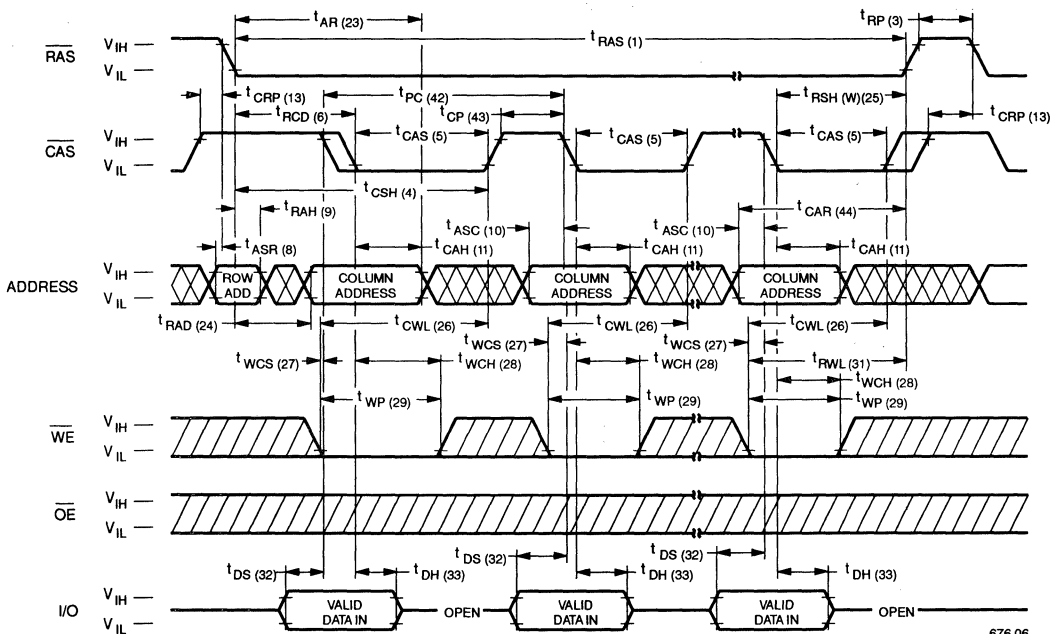 t AR (23)
t RP (3)
t RAS (1)
RAS
V IH
V IL
t CRP (13)
t PC (42)
t RSH (W)(25)
t RCD (6)
t CP (43)
t CRP (13)
CAS
V IH
V IL
t CAS (5)
t CAS (5)
t CAS (5)
t CSH (4)
t RAH (9)
t CAR (44)
t ASC (10)
t ASC (10)
t ASR (8)
t CAH (11)
t CAH (11)
t CAH (11)
ADDRESS
V IH
V IL
ROW ADD
COLUMN ADDRESS
COLUMN ADDRESS
COLUMN ADDRESS
t RAD (24)
t CWL (26)
t CWL (26)
t CWL (26)
t WCS (27)
t WCS (27)
t WCS (27)
t WCH (28)
t WCH (28)
t RWL (31)
t WCH (28)
t WP (29)
t WP (29)
t WP (29)
WE
V IH
V IL
OE
V IH
V IL
t DS (32)
t DH (33)
t DS (32)
t DH (33)
t DS (32)
t DH (33)
I/O
V IH
V IL
VALID DATA IN
OPEN
VALID DATA IN
VALID DATA IN
OPEN
676 06